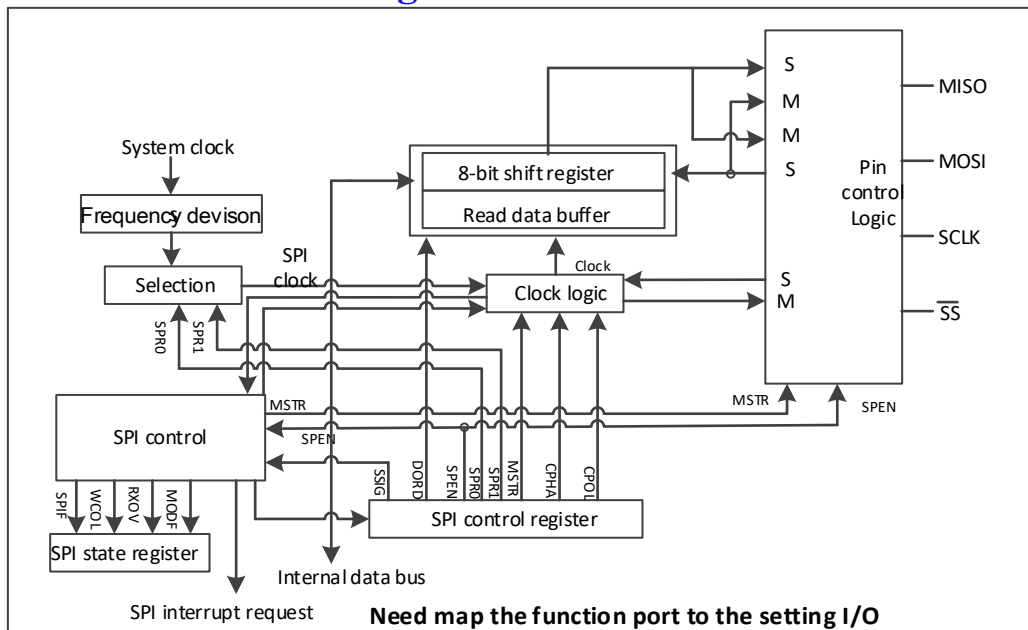 S
MISO
M
System clock
M
8-bit shift register
S
MOSI
Pin
control
Logic
Frequency devison
s
Read data buffer
SCLK
SPI
clock
Clock
Selection
Clock logic
S
M
SS
SPR0
SPR1
MSTR
MSTR
SPEN
SPI control
SPEN
SSIG
DORD
SPEN
SPR0
SPR1
MSTR
CPHA
CPOL
SPIF
WCOL
RXOV
MODF
SPI control register
SPI state register
Internal data bus
SPI interrupt request
Need map the function port to the setting I/O